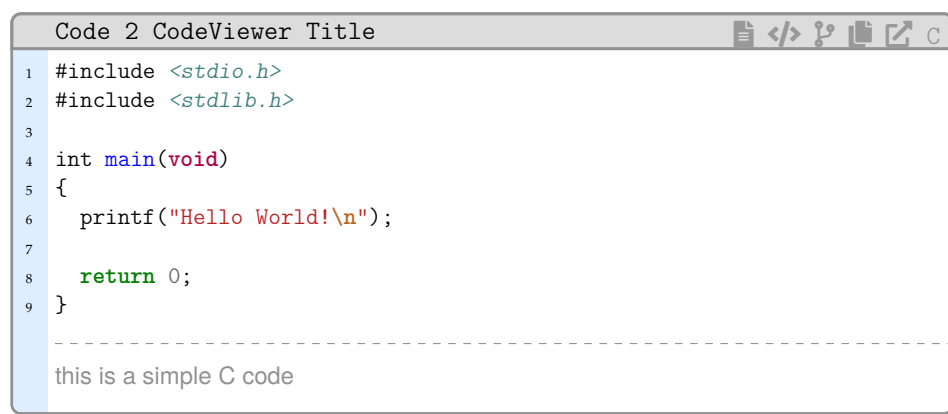 Code 2 CodeViewer Title </> C
1 #include <stdio.h>
2 #include <stdlib.h>
3
4 int main(void)
5 {
6   printf("Hello World!\n");
7
8   return 0;
9 }
this is a simple C code